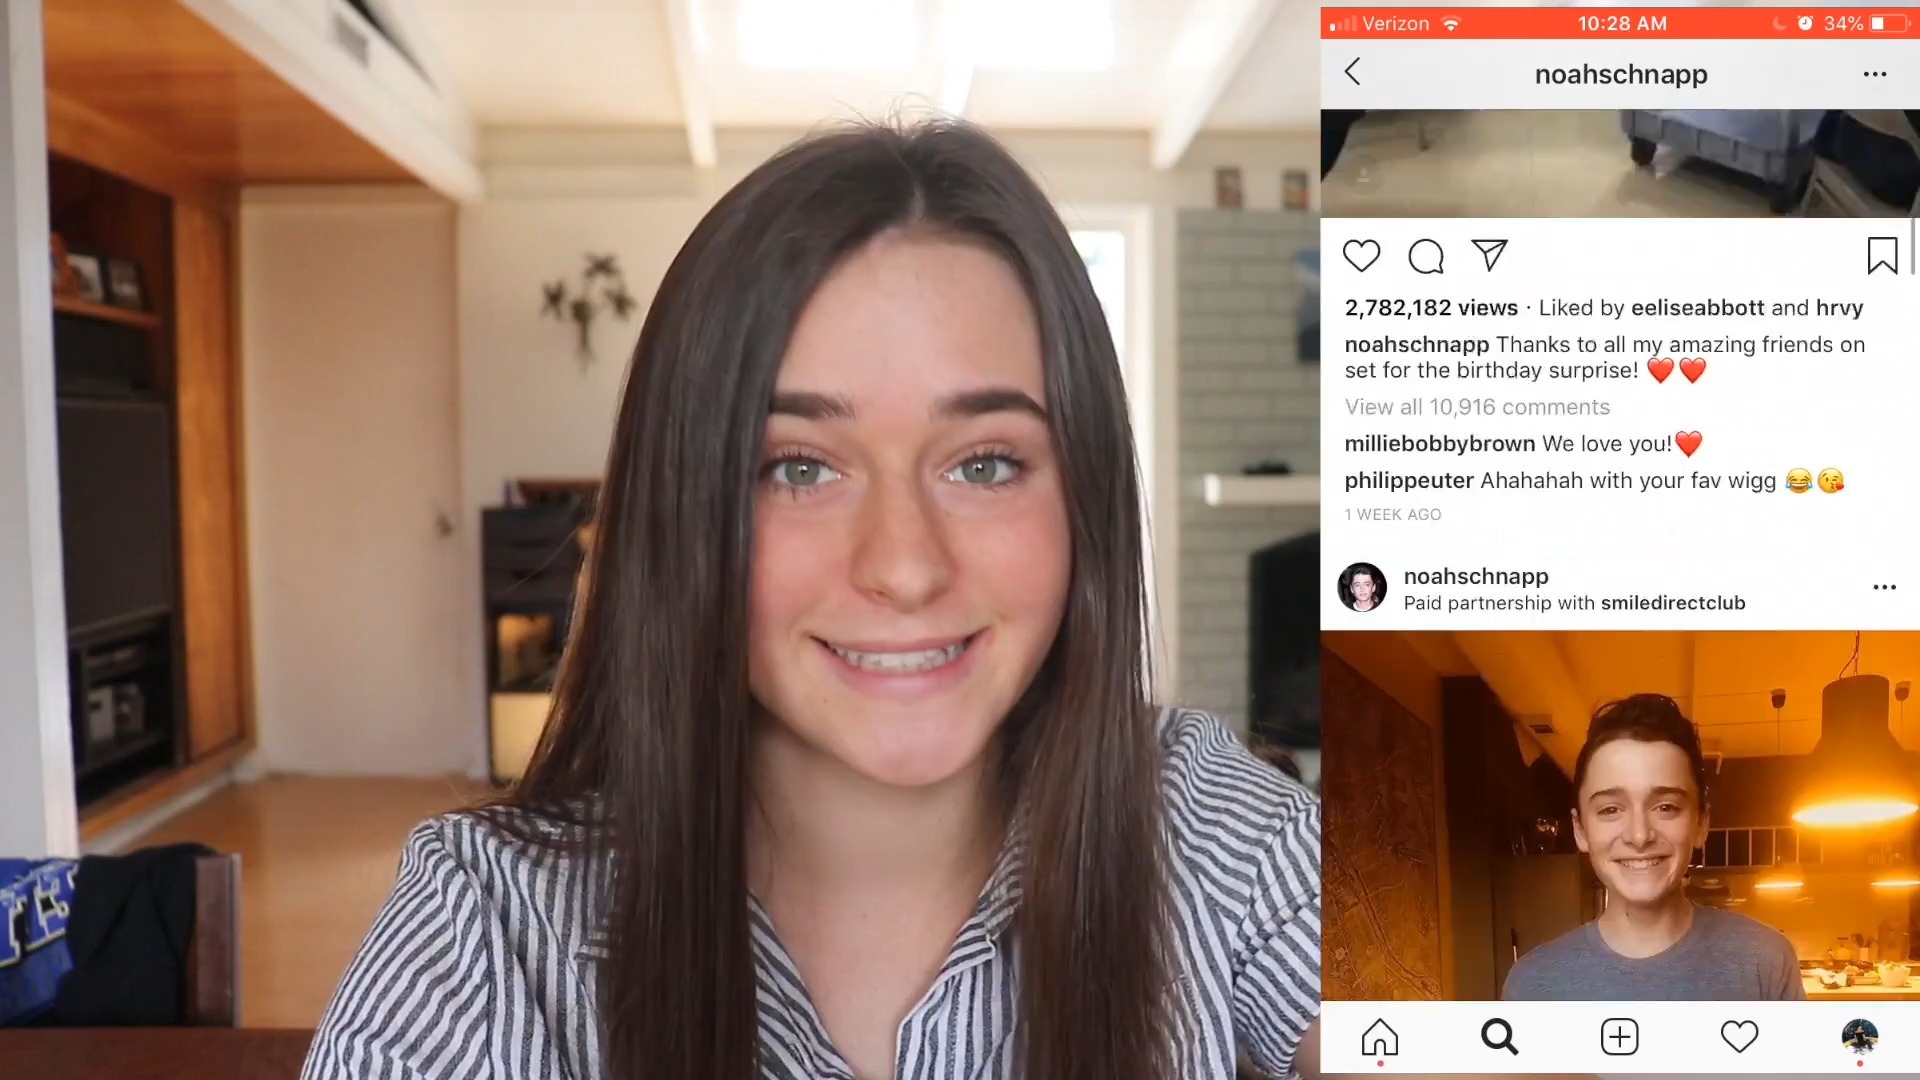 Verizon 10:28 AM 34%
noahschnapp
2,782,182 views · Liked by eeliseabbott and hrvy
noahschnapp Thanks to all my amazing friends on
set for the birthday surprise! ❤️❤️
View all 10,916 comments
milliebobbybrown We love you!❤️
philippeuter Ahahahah with your fav wigg 😂😘
1 WEEK AGO
noahschnapp
Paid partnership with smiledirectclub